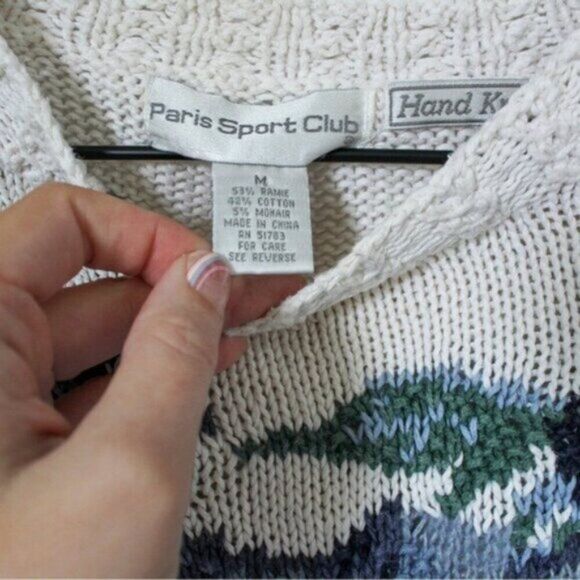 Paris Sport Club
Hand
M
53% RAMIE
42% COTTON
5% MOHAIR
MADE IN CHINA
RN 51783
FOR CARE
SEE REVERSE